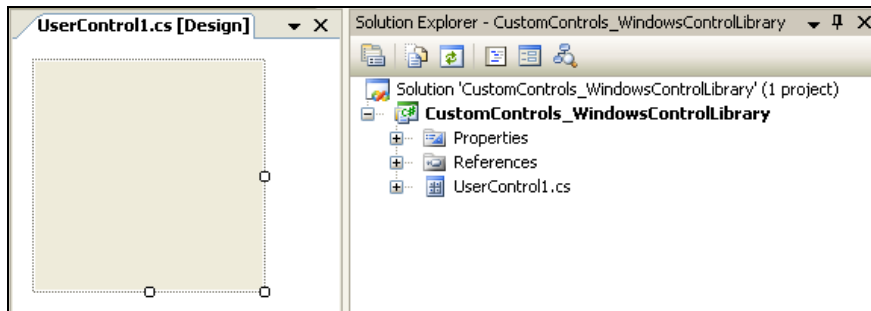 UserControl1.cs [Design]
Solution Explorer - CustomControls_WindowsControlLibrary
Solution 'CustomControls_WindowsControlLibrary' (1 project)
CustomControls_WindowsControlLibrary
Properties
References
UserControl1.cs